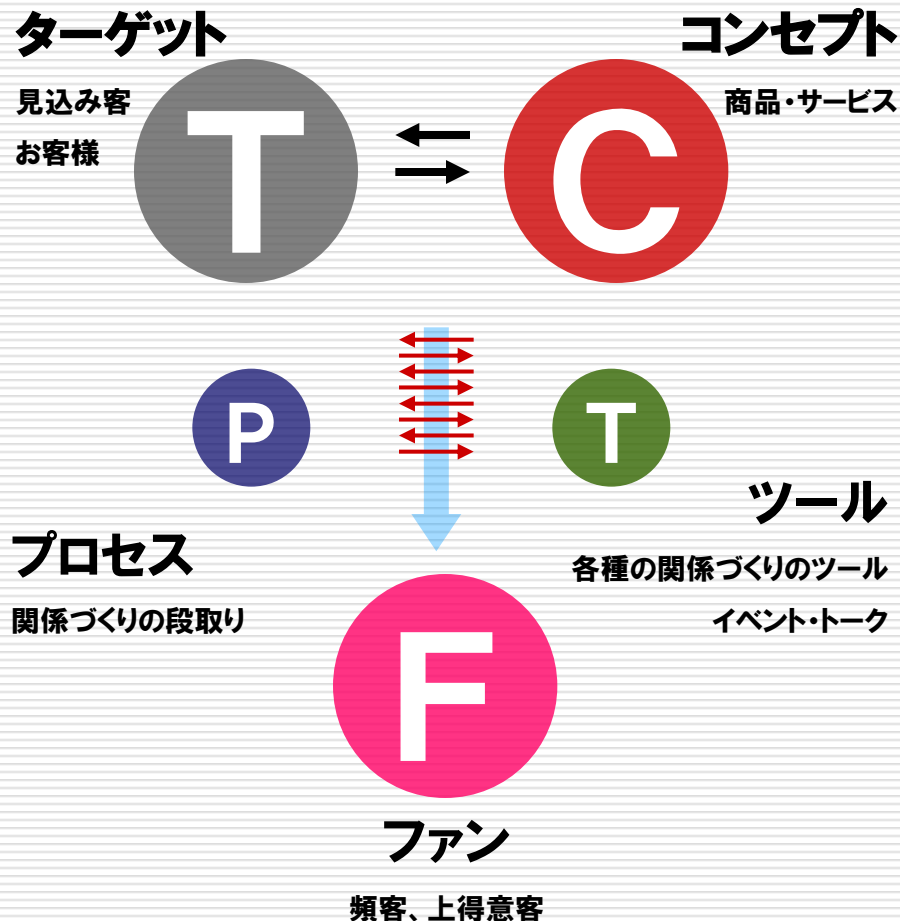 ターゲット
見込み客
お客様
T
コンセプト
商品・サービス
C
P
プロセス
関係づくりの段取り
T
ツール
各種の関係づくりのツール
イベント・トーク
F
ファン
頻客、上得意客